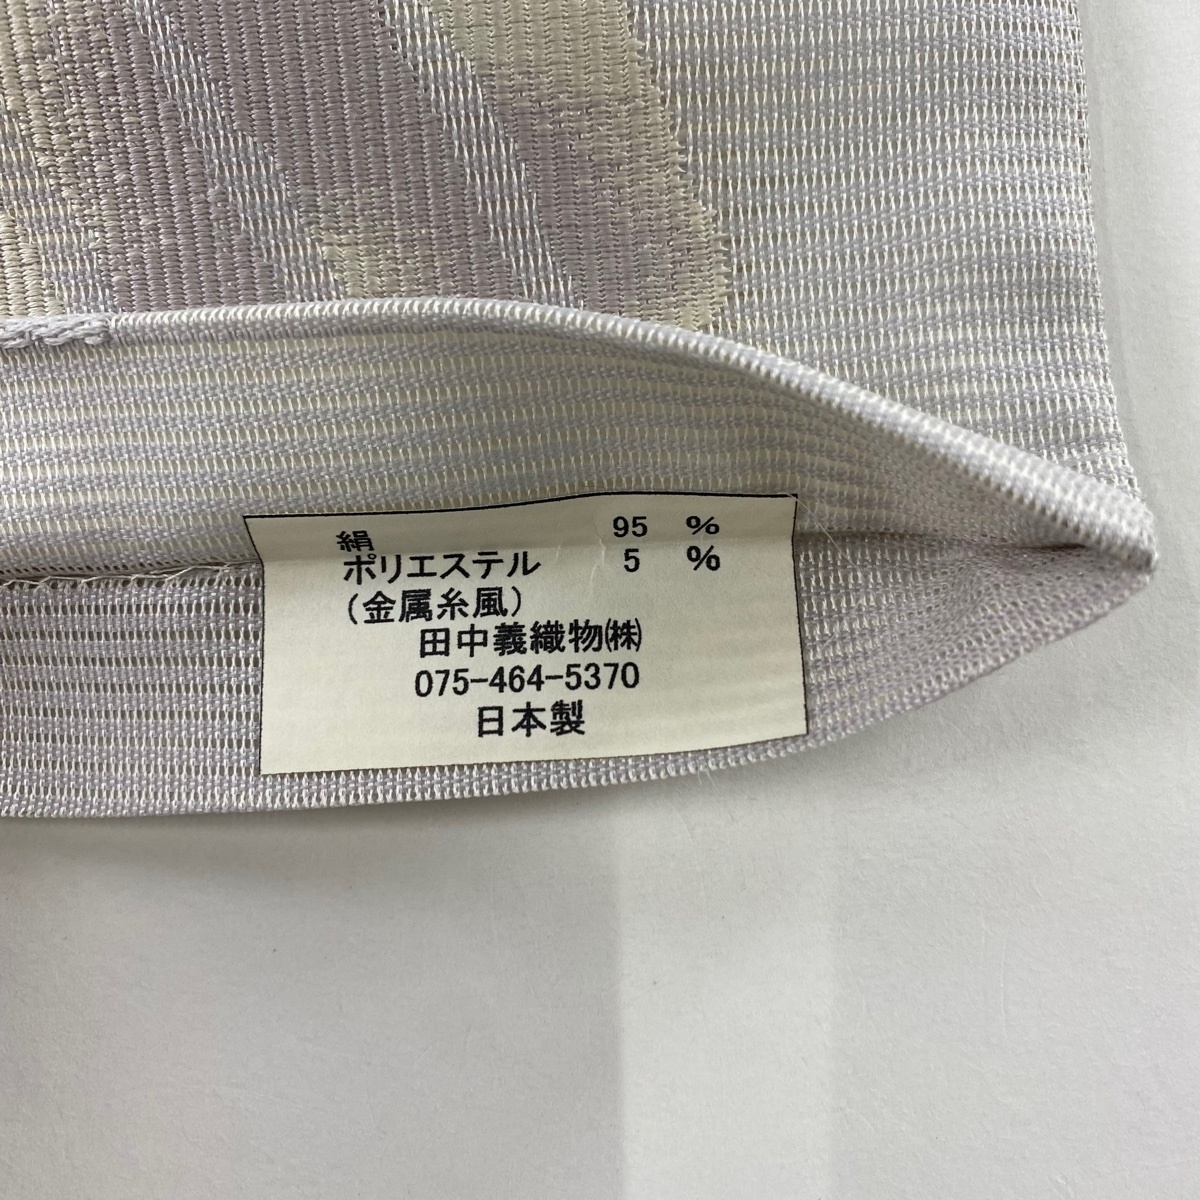 絹 95 %
ポリエステル 5 %
(金属糸風)
田中義織物㈱
075-464-5370
日本製